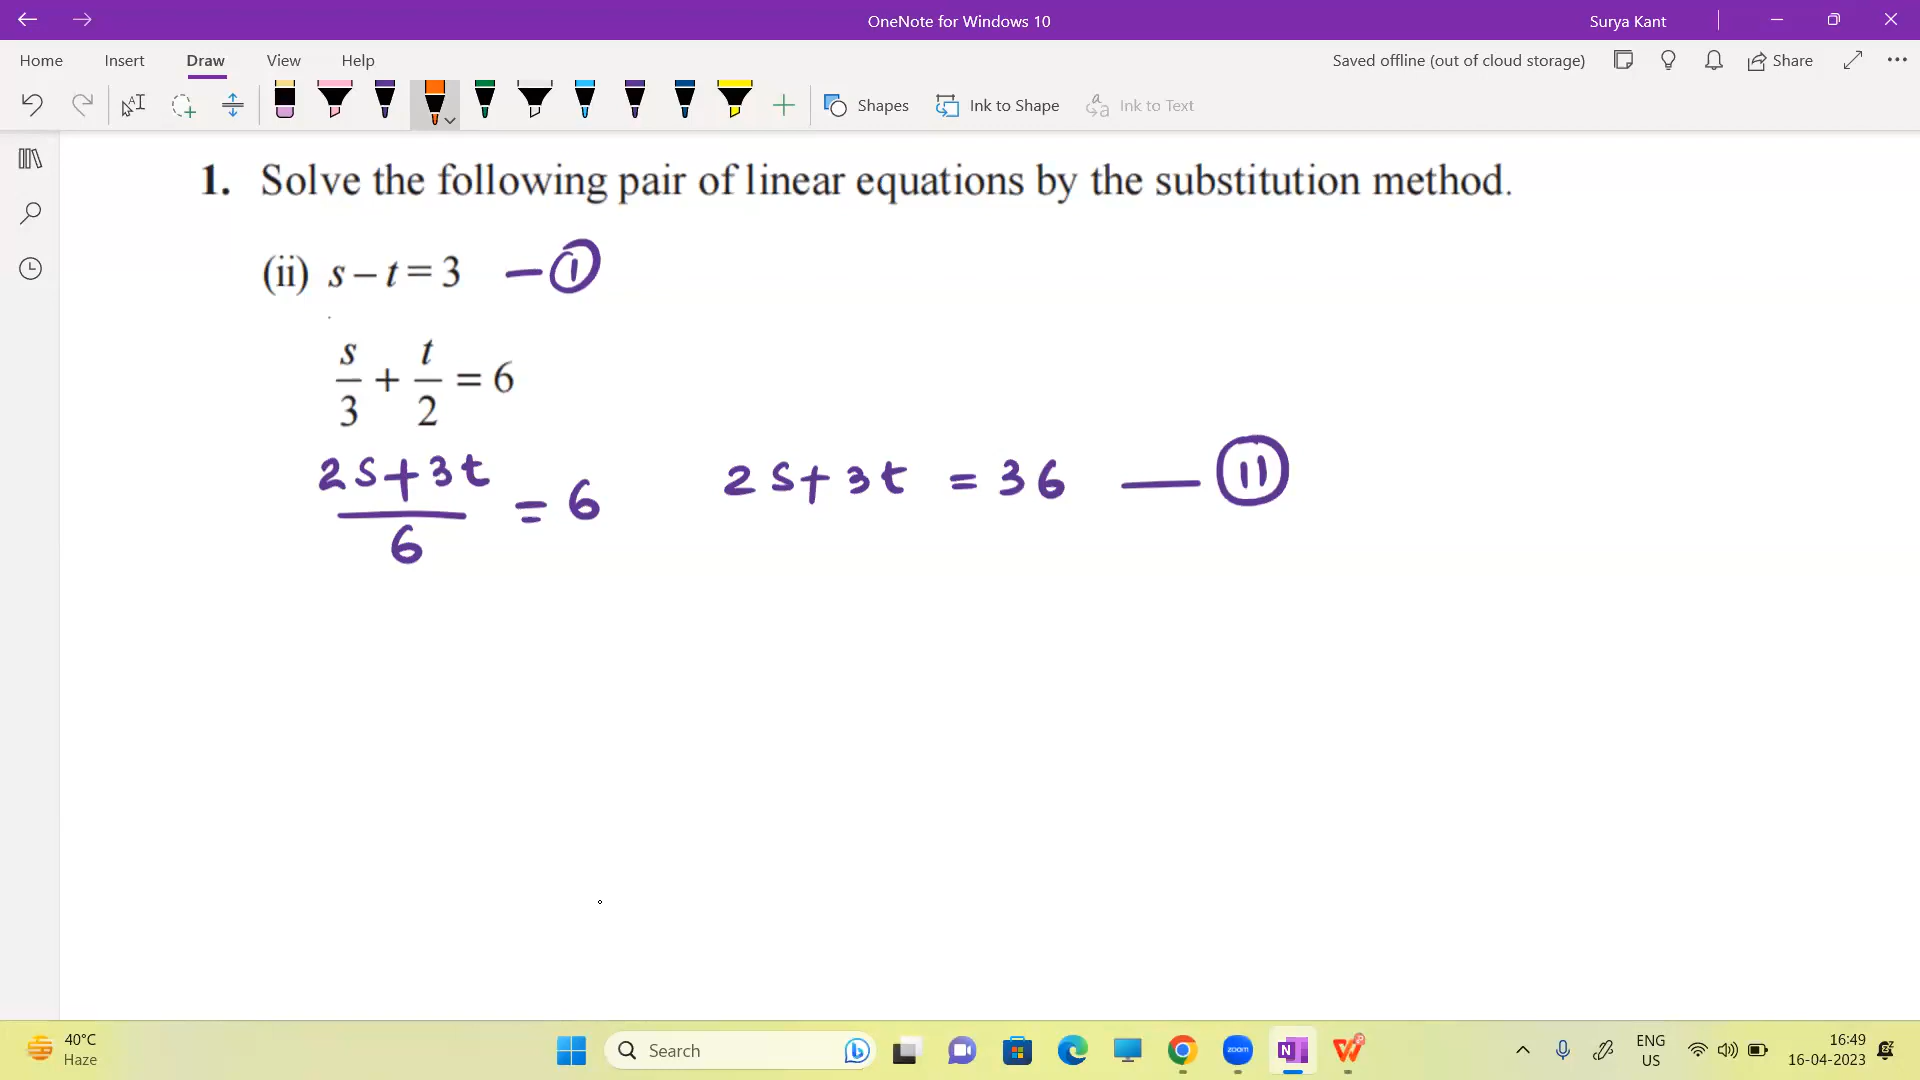 OneNote for Windows 10
Surya Kant
Home Insert Draw View Help
Saved offline (out of cloud storage)
Share
Shapes Ink to Shape Ink to Text
1. Solve the following pair of linear equations by the substitution method.
(ii) s – t = 3 — ①
s/3 + t/2 = 6
(2s+3t)/6 = 6
2s+3t = 36 — (II)
40°C
Haze
Search
zoom
ENG
US
16:49
16-04-2023